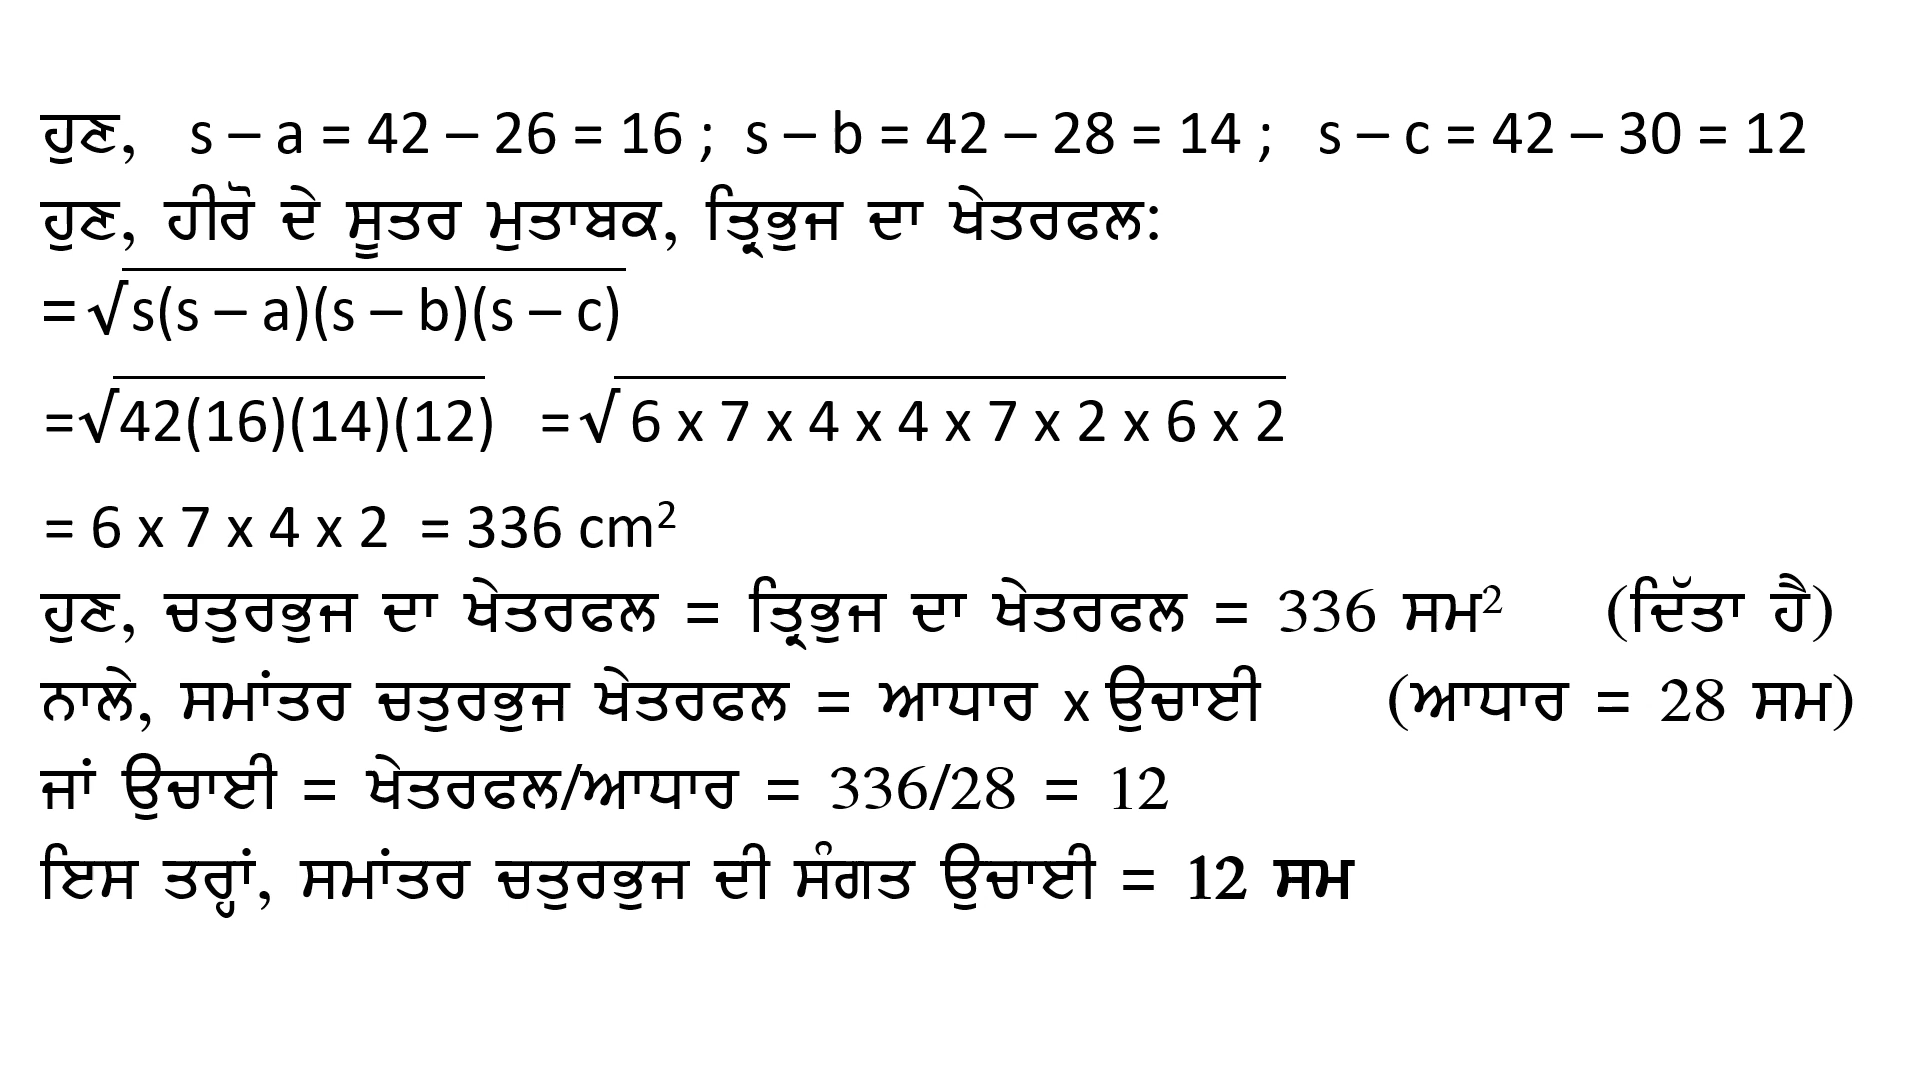 ਹੁਣ, s – a = 42 – 26 = 16 ; s – b = 42 – 28 = 14 ; s – c = 42 – 30 = 12
ਹੁਣ, ਹੀਰੋ ਦੇ ਸੂਤਰ ਮੁਤਾਬਕ, ਤ੍ਰਿਭੁਜ ਦਾ ਖੇਤਰਫਲ:
= √s(s – a)(s – b)(s – c)
=√42(16)(14)(12) = √ 6 x 7 x 4 x 4 x 7 x 2 x 6 x 2
= 6 x 7 x 4 x 2 = 336 cm²
ਹੁਣ, ਚਤੁਰਭੁਜ ਦਾ ਖੇਤਰਫਲ = ਤ੍ਰਿਭੁਜ ਦਾ ਖੇਤਰਫਲ = 336 ਸਮ² (ਦਿੱਤਾ ਹੈ)
ਨਾਲੇ, ਸਮਾਂਤਰ ਚਤੁਰਭੁਜ ਖੇਤਰਫਲ = ਆਧਾਰ x ਉਚਾਈ (ਆਧਾਰ = 28 ਸਮ)
ਜਾਂ ਉਚਾਈ = ਖੇਤਰਫਲ/ਆਧਾਰ = 336/28 = 12
ਇਸ ਤਰ੍ਹਾਂ, ਸਮਾਂਤਰ ਚਤੁਰਭੁਜ ਦੀ ਸੰਗਤ ਉਚਾਈ = 12 ਸਮ